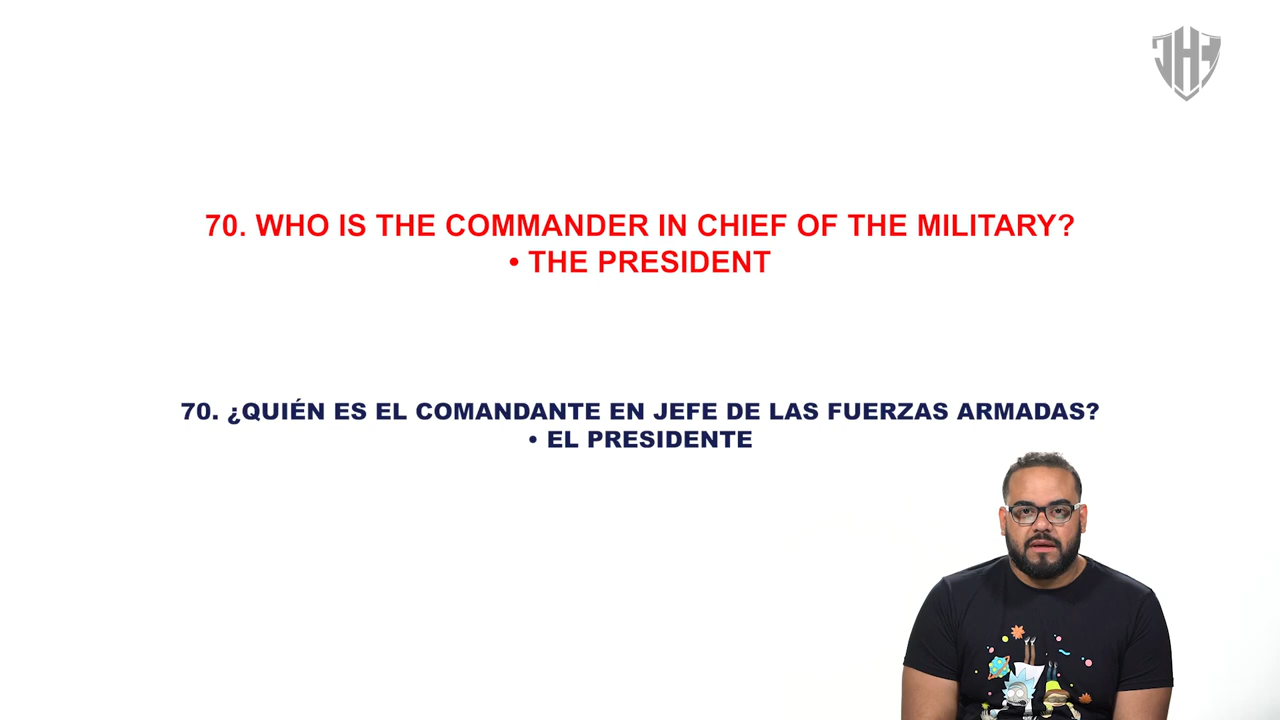 JHE
70. WHO IS THE COMMANDER IN CHIEF OF THE MILITARY?
• THE PRESIDENT
70. ¿QUIÉN ES EL COMANDANTE EN JEFE DE LAS FUERZAS ARMADAS?
• EL PRESIDENTE